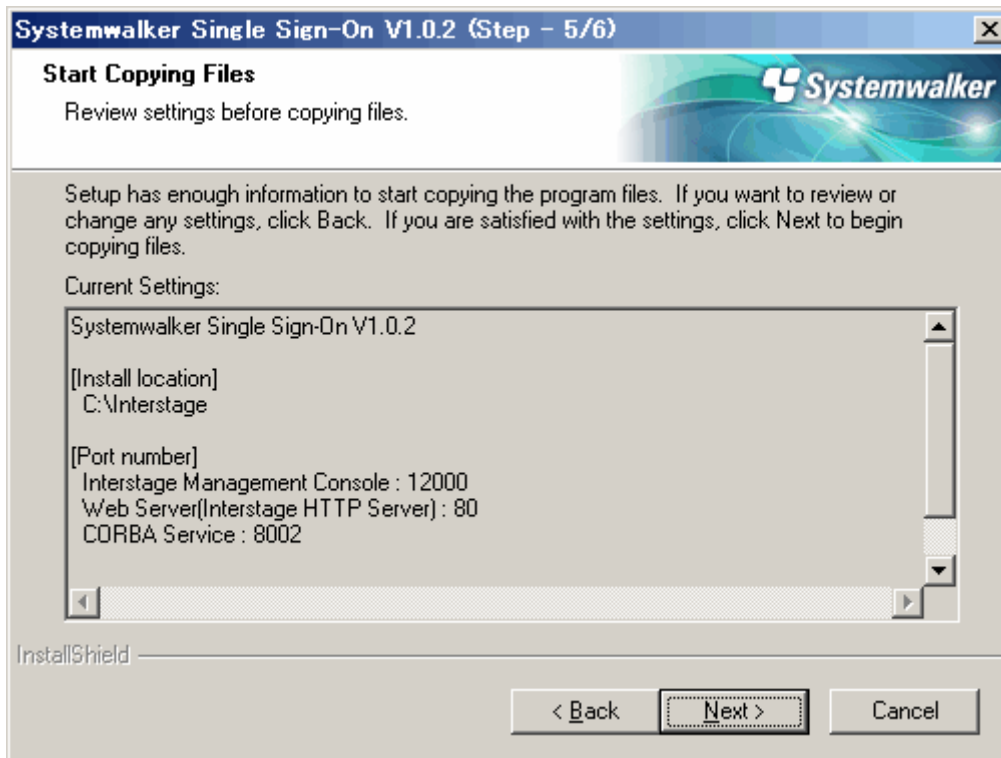 Systemwalker Single Sign-On V1.0.2 (Step - 5/6)
Start Copying Files
Review settings before copying files.
Systemwalker
Setup has enough information to start copying the program files.  If you want to review or
change any settings, click Back.  If you are satisfied with the settings, click Next to begin
copying files.
Current Settings:
Systemwalker Single Sign-On V1.0.2
[Install location]
C:\Interstage
[Port number]
Interstage Management Console : 12000
Web Server(Interstage HTTP Server) : 80
CORBA Service : 8002
InstallShield
< Back
Next >
Cancel